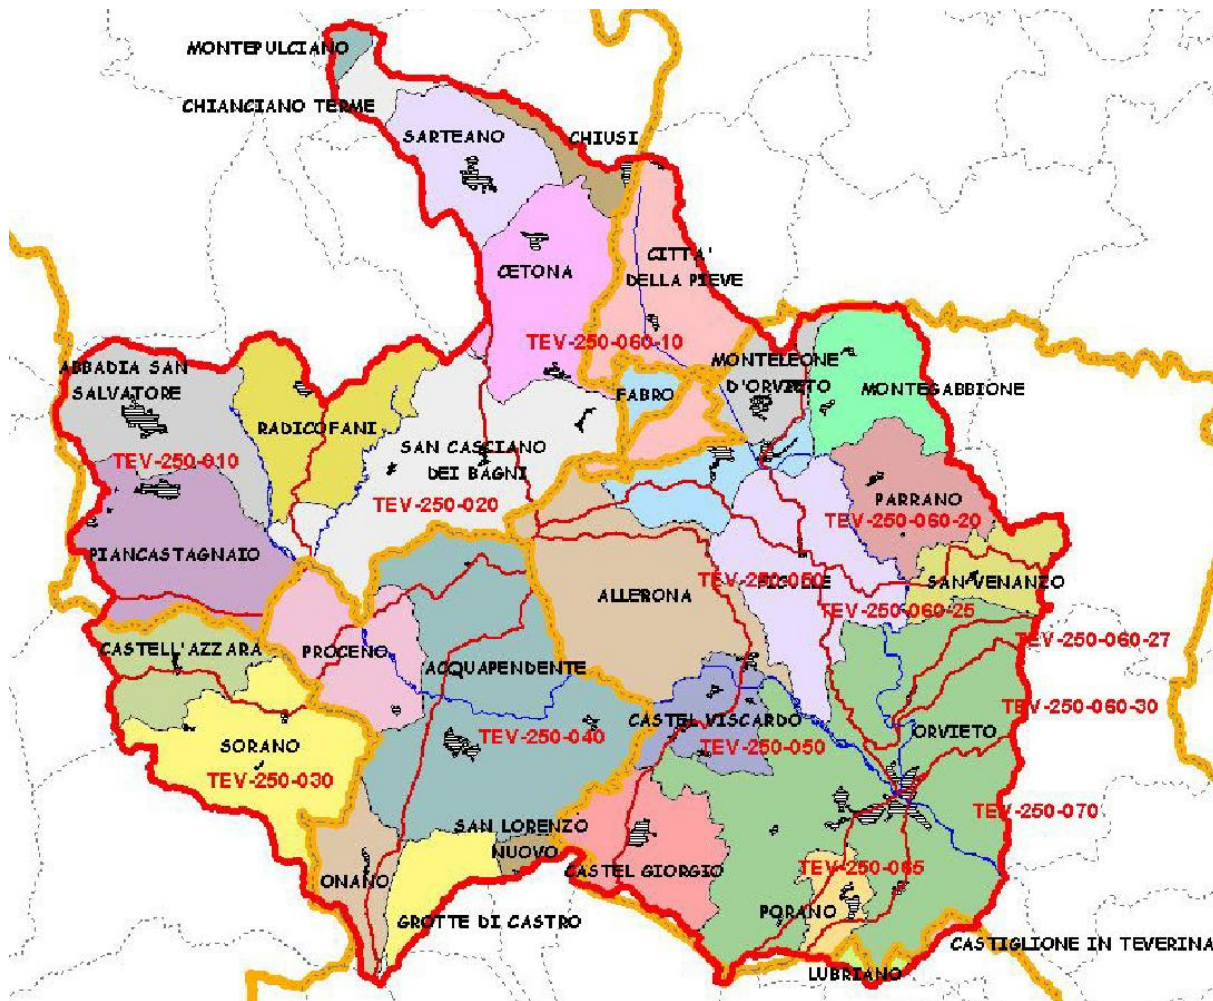 MONTEPULCIANO
CHIANCIANO TERME
SARTEANO
CHIUSI
CETONA
CITTA'
DELLA PIEVE
TEV-250-060-10
ABBADIA SAN
SALVATORE
MONTELEONE
D'ORVIETO
MONTEGABBIONE
FABRO
RADICOFANI
SAN CASCIANO
DEI BAGNI
TEV-250-010
TEV-250-020
PARRANO
TEV-250-060-20
PIANCASTAGNAIO
ALLERONA
TEV-250-050
FICULLE
SAN VENANZO
TEV-250-060-25
TEV-250-060-27
CASTELL'AZZARA
PROCENO
ACQUAPENDENTE
TEV-250-060-30
CASTEL VISCARDO
ORVIETO
SORANO
TEV-250-040
TEV-250-050
TEV-250-030
TEV-250-070
SAN LORENZO
NUOVO
ONANO
CASTEL GIORGIO
TEV-250-065
GROTTE DI CASTRO
PORANO
CASTIGLIONE IN TEVERINA
LUBRIANO